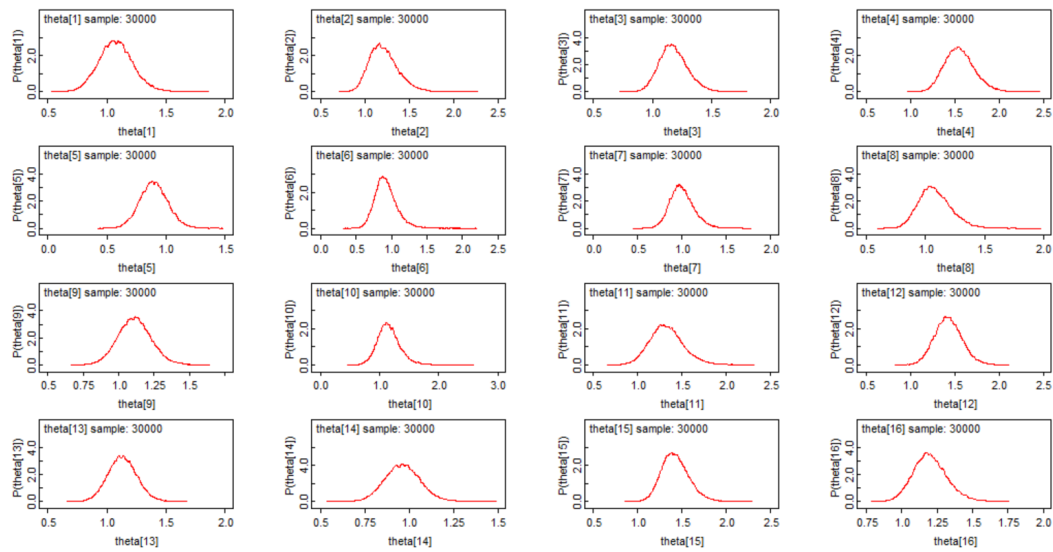 theta[1] sample: 30000
P(theta[1])
0.0 2.0
0.5 1.0 1.5 2.0
theta[1]
theta[2] sample: 30000
P(theta[2])
0.0 2.0
0.5 1.0 1.5 2.0 2.5
theta[2]
theta[3] sample: 30000
P(theta[3])
0.0 2.0 4.0
0.5 1.0 1.5 2.0
theta[3]
theta[4] sample: 30000
P(theta[4])
0.0 2.0
0.5 1.0 1.5 2.0 2.5
theta[4]
theta[5] sample: 30000
P(theta[5])
0.0 2.0 4.0
0.0 0.5 1.0 1.5
theta[5]
theta[6] sample: 30000
P(theta[6])
0.0 2.0
0.0 0.5 1.0 1.5 2.0 2.5
theta[6]
theta[7] sample: 30000
P(theta[7])
0.0 2.0 4.0
0.0 0.5 1.0 1.5 2.0
theta[7]
theta[8] sample: 30000
P(theta[8])
0.0 2.0 4.0
0.5 1.0 1.5 2.0
theta[8]
theta[9] sample: 30000
P(theta[9])
0.0 2.0 4.0
0.5 0.75 1.0 1.25 1.5
theta[9]
theta[10] sample: 30000
P(theta[10])
0.0 2.0
0.0 1.0 2.0 3.0
theta[10]
theta[11] sample: 30000
P(theta[11])
0.0 2.0
0.5 1.0 1.5 2.0 2.5
theta[11]
theta[12] sample: 30000
P(theta[12])
0.0 2.0
0.5 1.0 1.5 2.0 2.5
theta[12]
theta[13] sample: 30000
P(theta[13])
0.0 2.0 4.0
0.5 1.0 1.5 2.0
theta[13]
theta[14] sample: 30000
P(theta[14])
0.0 4.0
0.5 0.75 1.0 1.25 1.5
theta[14]
theta[15] sample: 30000
P(theta[15])
0.0 2.0
0.5 1.0 1.5 2.0 2.5
theta[15]
theta[16] sample: 30000
P(theta[16])
0.0 2.0 4.0
0.75 1.0 1.25 1.5 1.75 2.0
theta[16]